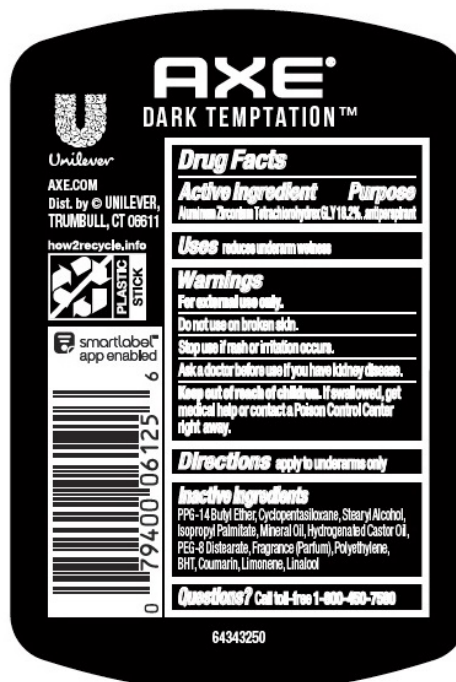 AXE®
DARK TEMPTATION™
Unilever
AXE.COM
Dist. by © UNILEVER,
TRUMBULL, CT 06611
how2recycle.info
PLASTIC
STICK
smartlabel™
app enabled
0 79400 06125 6
Drug Facts
Active Ingredient Purpose
Aluminum Zirconium Tetrachlorohydrex GLY 18.2%. antiperspirant
Uses reduces underarm wetness
Warnings
For external use only.
Do not use on broken skin.
Stop use if rash or irritation occurs.
Ask a doctor before use if you have kidney disease.
Keep out of reach of children. If swallowed, get
medical help or contact a Poison Control Center
right away.
Directions apply to underarms only
Inactive Ingredients
PPG-14 Butyl Ether, Cyclopentasiloxane, Stearyl Alcohol,
Isopropyl Palmitate, Mineral Oil, Hydrogenated Castor Oil,
PEG-8 Distearate, Fragrance (Parfum), Polyethylene,
BHT, Coumarin, Limonene, Linalool
Questions? Call toll-free 1-800-450-7580
64343250